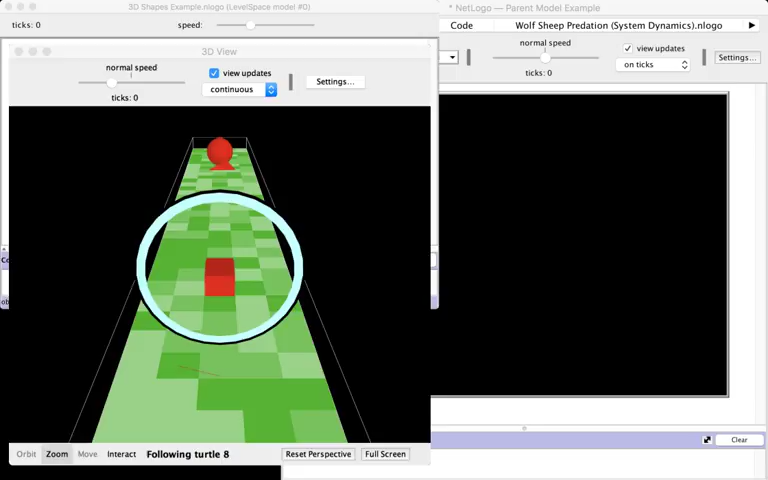 3D Shapes Example.nlogo (LevelSpace model #0)
* NetLogo — Parent Model Example
ticks: 0
speed:
Code
Wolf Sheep Predation (System Dynamics).nlogo
3D View
normal speed
view updates
ticks: 0
on ticks
Settings...
normal speed
view updates
continuous
Settings...
ticks: 0
Co
ob
Clear
Orbit
Zoom
Move
Interact
Following turtle 8
Reset Perspective
Full Screen